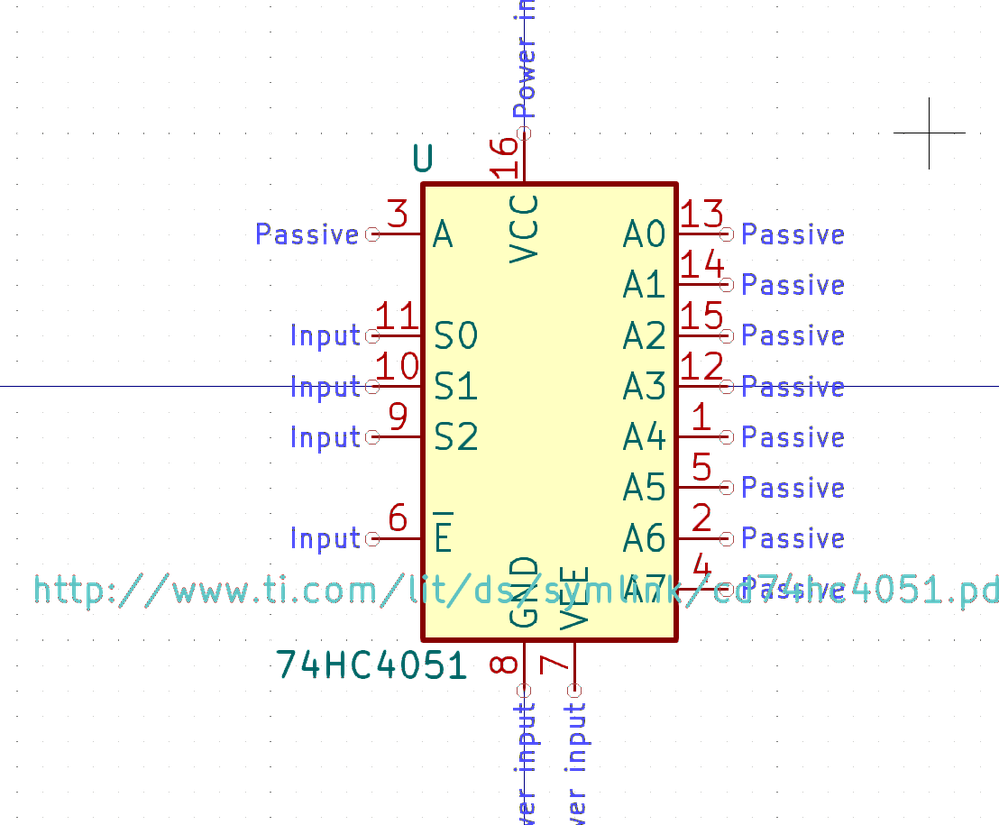 Power in
16
U
VCC
Passive 3 A A0 13 Passive
A1 14 Passive
Input 11 S0 A2 15 Passive
Input 10 S1 A3 12 Passive
Input 9 S2 A4 1 Passive
A5 5 Passive
Input 6 E A6 2 Passive
A7 4 Passive
http://www.ti.com/lit/ds/symlink/cd74hc4051.pd
GND VEE
74HC4051
8 7
wer input
wer input